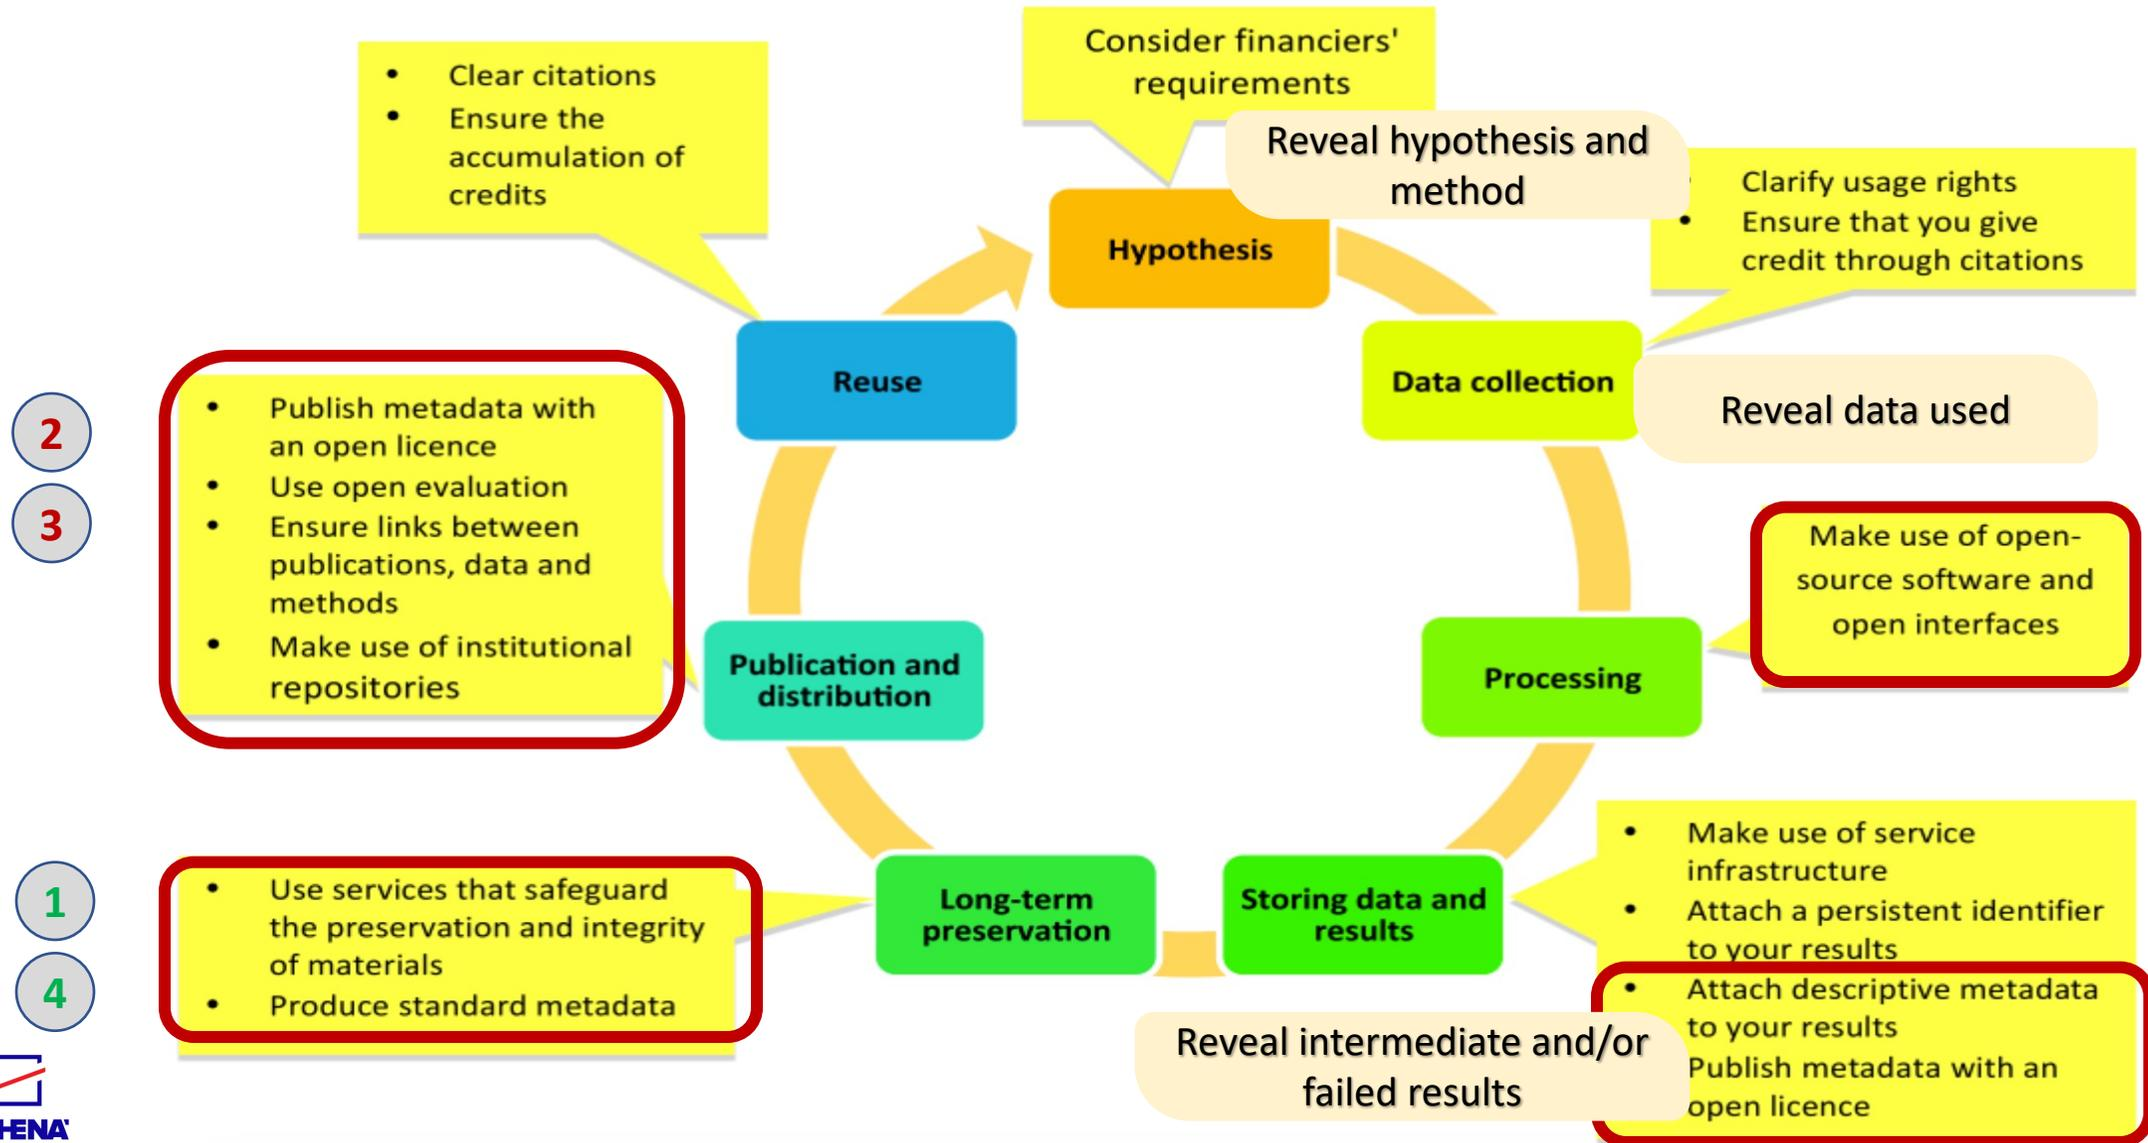 Consider financiers'
requirements
• Clear citations
• Ensure the
accumulation of
credits
Reveal hypothesis and
method
• Clarify usage rights
• Ensure that you give
credit through citations
Hypothesis
Reuse
Data collection
Reveal data used
2
3
• Publish metadata with
an open licence
• Use open evaluation
• Ensure links between
publications, data and
methods
• Make use of institutional
repositories
Make use of open-
source software and
open interfaces
Publication and
distribution
Processing
1
4
• Use services that safeguard
the preservation and integrity
of materials
• Produce standard metadata
Long-term
preservation
Storing data and
results
• Make use of service
infrastructure
• Attach a persistent identifier
to your results
• Attach descriptive metadata
to your results
Publish metadata with an
open licence
Reveal intermediate and/or
failed results
HENA